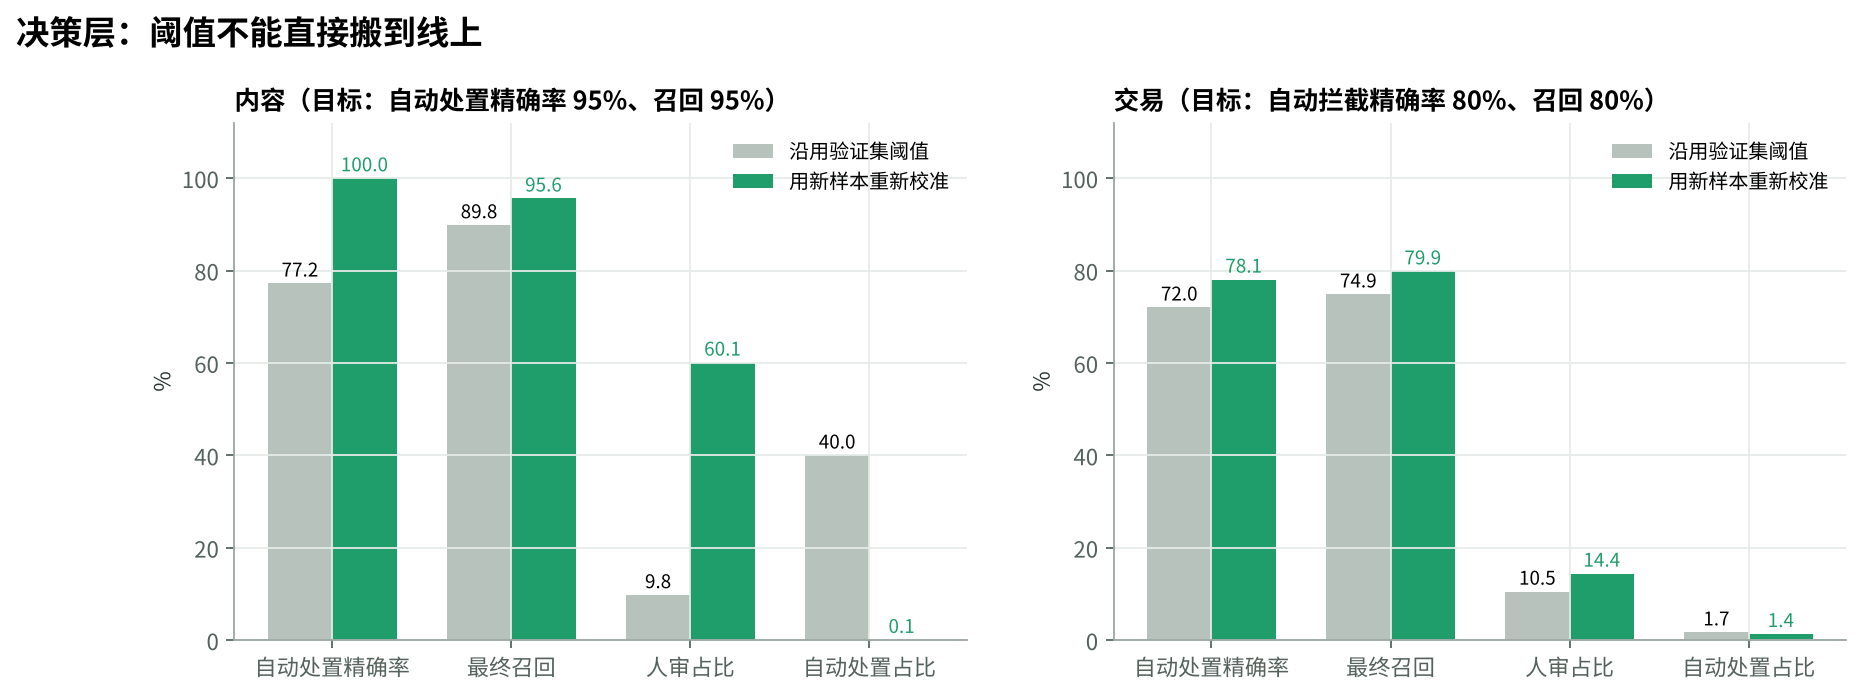 决策层：阈值不能直接搬到线上
内容（目标：自动处置精确率 95%、召回 95%）
沿用验证集阈值
用新样本重新校准
%
100
80
60
40
20
0
77.2
100.0
89.8
95.6
9.8
60.1
40.0
0.1
自动处置精确率
最终召回
人审占比
自动处置占比
交易（目标：自动拦截精确率 80%、召回 80%）
沿用验证集阈值
用新样本重新校准
%
100
80
60
40
20
0
72.0
78.1
74.9
79.9
10.5
14.4
1.7
1.4
自动处置精确率
最终召回
人审占比
自动处置占比